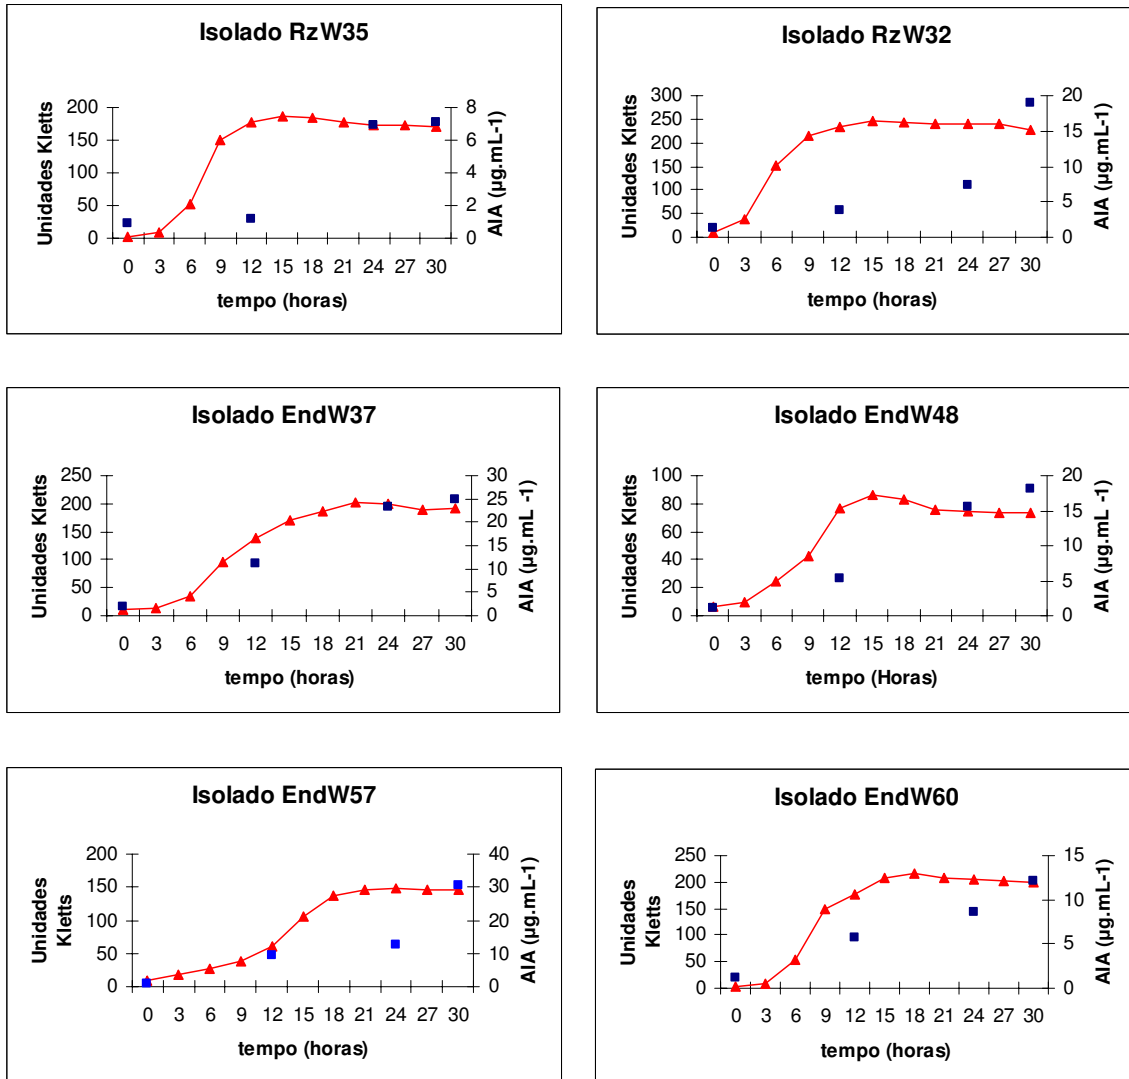 Isolado RzW35
Unidades Kletts
200
150
100
50
0
8
6
4
2
0
AIA (µg.mL-1)
0 3 6 9 12 15 18 21 24 27 30
tempo (horas)
Isolado RzW32
Unidades Kletts
300
250
200
150
100
50
0
20
15
10
5
0
AIA (µg.mL-1)
0 3 6 9 12 15 18 21 24 27 30
tempo (horas)
Isolado EndW37
Unidades Kletts
250
200
150
100
50
0
30
25
20
15
10
5
0
AIA (µg.mL -1)
0 3 6 9 12 15 18 21 24 27 30
tempo (horas)
Isolado EndW48
Unidades Kletts
100
80
60
40
20
0
20
15
10
5
0
AIA (µg.mL -1)
0 3 6 9 12 15 18 21 24 27 30
tempo (Horas)
Isolado EndW57
Unidades
Kletts
200
150
100
50
0
40
30
20
10
0
AIA (µg.mL-1)
0 3 6 9 12 15 18 21 24 27 30
tempo (horas)
Isolado EndW60
Unidades
Kletts
250
200
150
100
50
0
15
10
5
0
AIA (µg.mL-1)
0 3 6 9 12 15 18 21 24 27 30
tempo (horas)